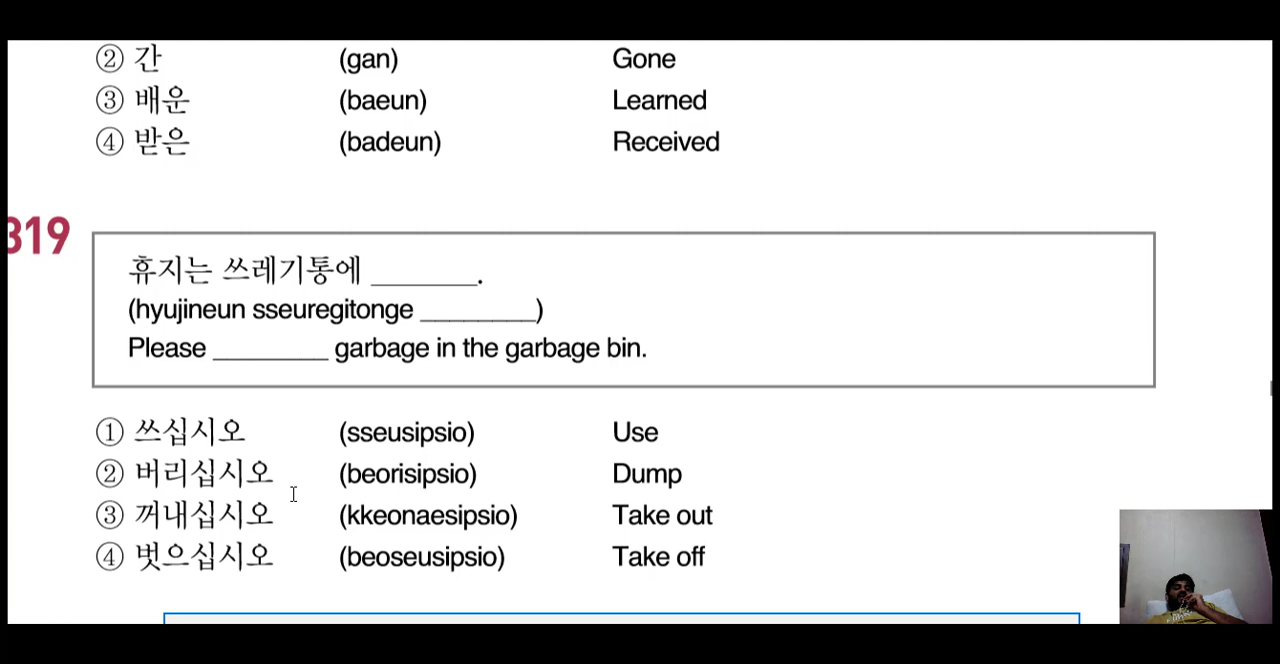 ② 간 (gan) Gone
③ 배운 (baeun) Learned
④ 받은 (badeun) Received
319
휴지는 쓰레기통에 ________.
(hyujineun sseuregitonge ________)
Please ________ garbage in the garbage bin.
① 쓰십시오 (sseusipsio) Use
② 버리십시오 (beorisipsio) Dump
③ 꺼내십시오 (kkeonaesipsio) Take out
④ 벗으십시오 (beoseusipsio) Take off